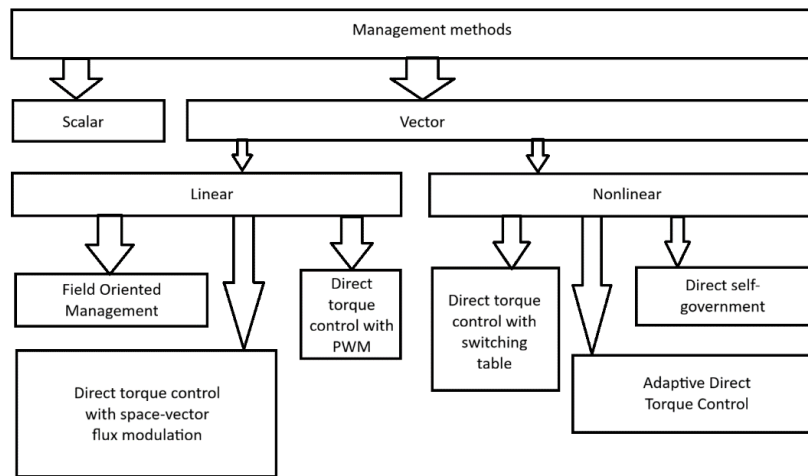 Management methods
Scalar
Vector
Linear
Nonlinear
Field Oriented
Management
Direct
torque
control with
PWM
Direct torque
control with
switching
table
Direct self-
government
Direct torque control
with space-vector
flux modulation
Adaptive Direct
Torque Control